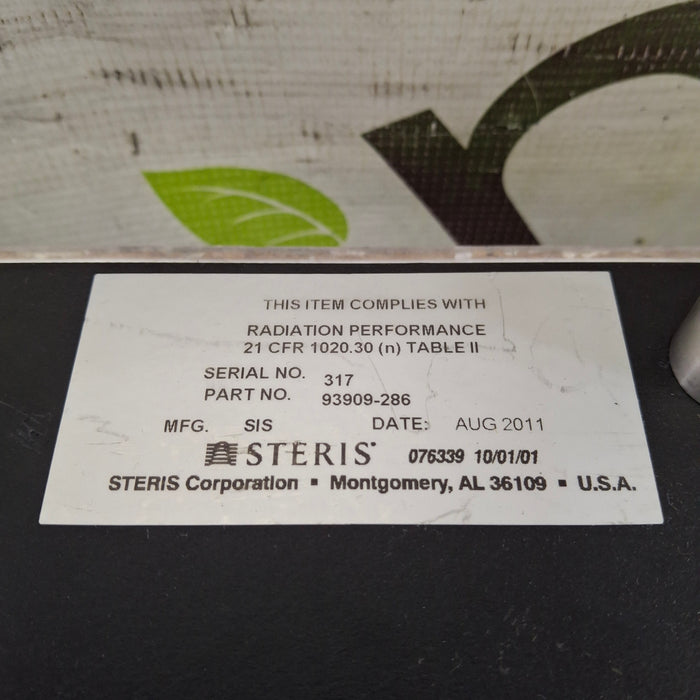 THIS ITEM COMPLIES WITH
RADIATION PERFORMANCE
21 CFR 1020.30 (n) TABLE II
SERIAL NO. 317
PART NO. 93909-286
MFG. SIS DATE: AUG 2011
STERIS 076339 10/01/01
STERIS Corporation ▪ Montgomery, AL 36109 ▪ U.S.A.